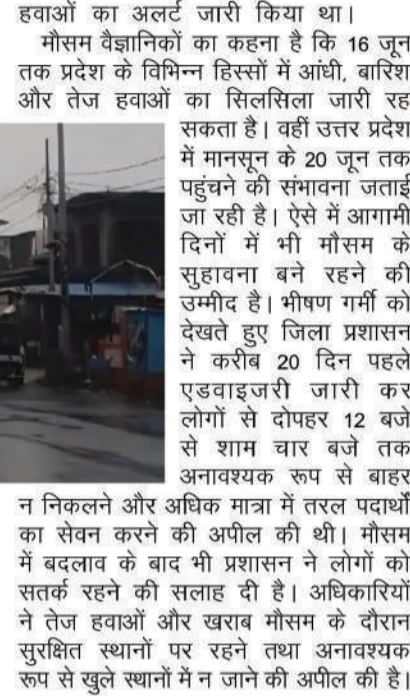 हवाओं का अलर्ट जारी किया था।
मौसम वैज्ञानिकों का कहना है कि 16 जून
तक प्रदेश के विभिन्न हिस्सों में आंधी, बारिश
और तेज हवाओं का सिलसिला जारी रह
सकता है। वहीं उत्तर प्रदेश
में मानसून के 20 जून तक
पहुंचने की संभावना जताई
जा रही है। ऐसे में आगामी
दिनों में भी मौसम के
सुहावना बने रहने की
उम्मीद है। भीषण गर्मी को
देखते हुए जिला प्रशासन
ने करीब 20 दिन पहले
एडवाइजरी जारी कर
लोगों से दोपहर 12 बजे
से शाम चार बजे तक
अनावश्यक रूप से बाहर
न निकलने और अधिक मात्रा में तरल पदार्थों
का सेवन करने की अपील की थी। मौसम
में बदलाव के बाद भी प्रशासन ने लोगों को
सतर्क रहने की सलाह दी है। अधिकारियों
ने तेज हवाओं और खराब मौसम के दौरान
सुरक्षित स्थानों पर रहने तथा अनावश्यक
रूप से खुले स्थानों में न जाने की अपील की है।